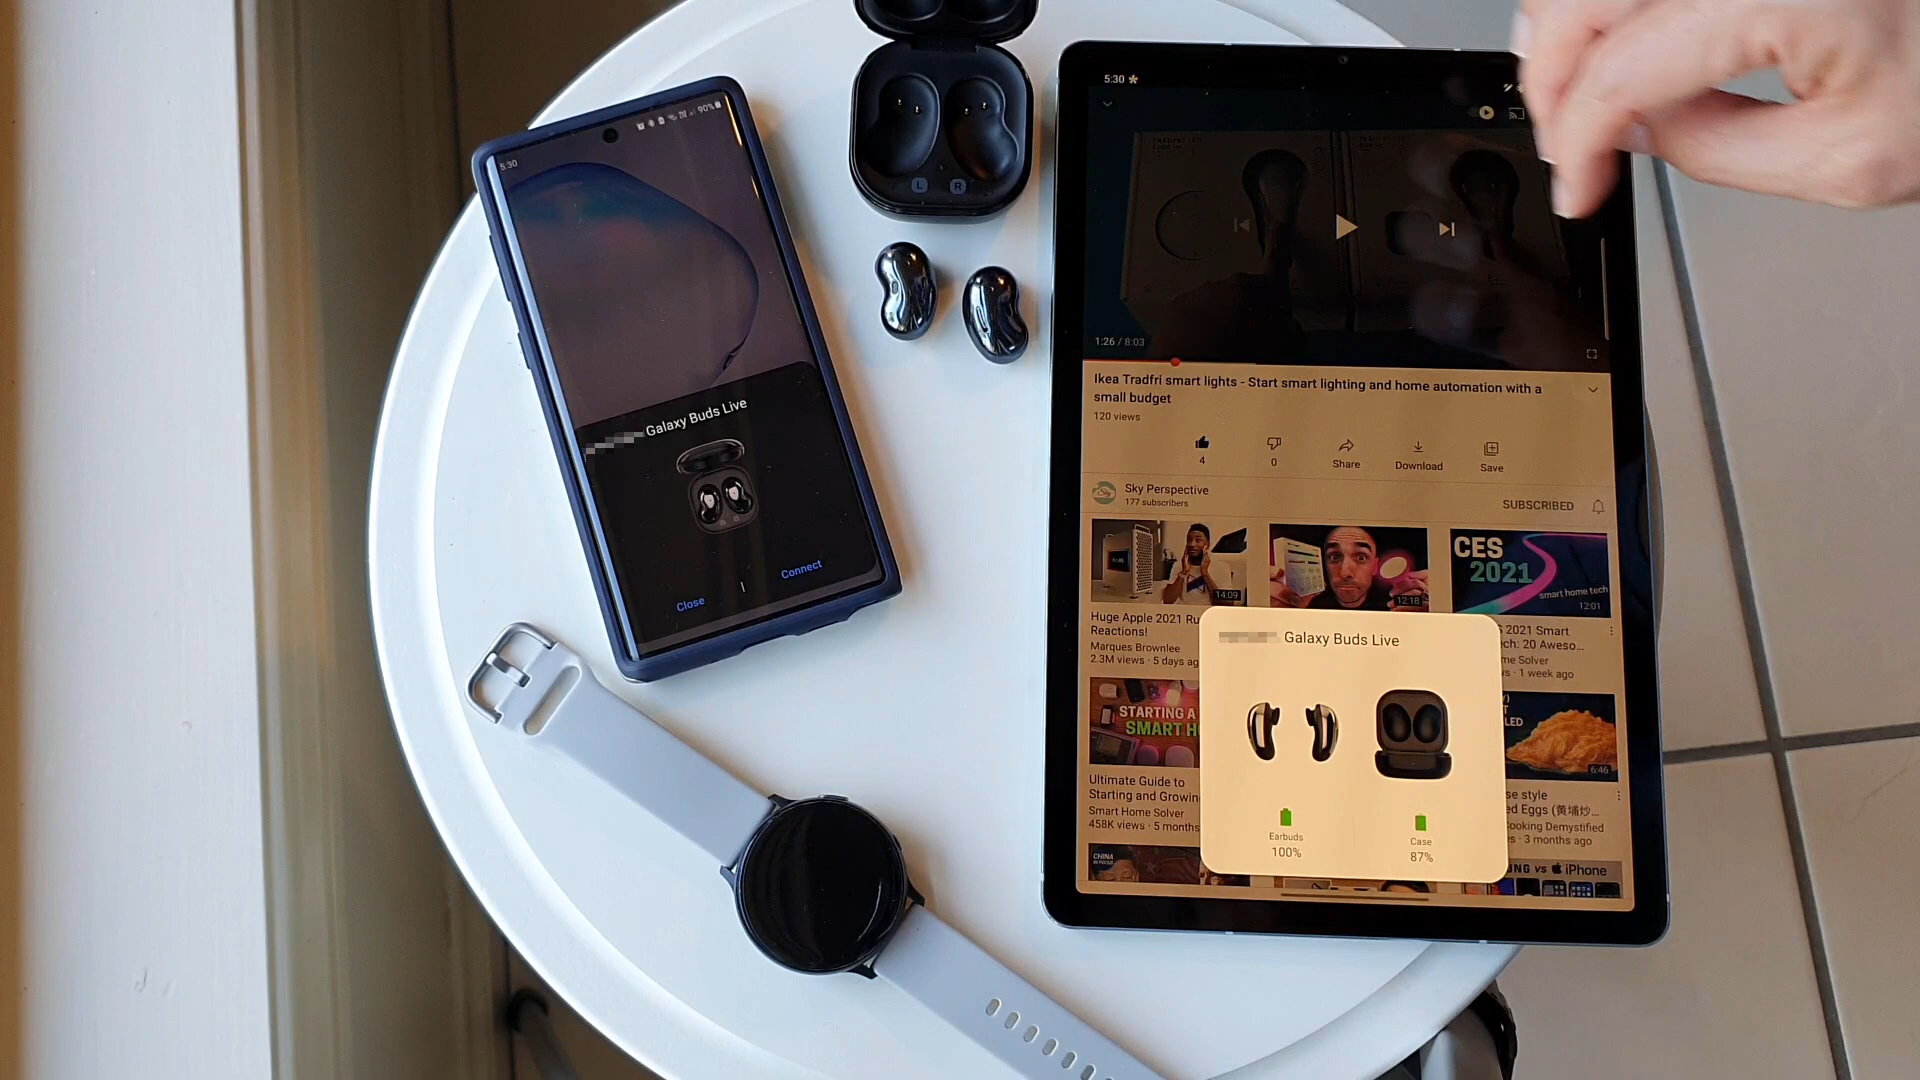 5:30
90%
Galaxy Buds Live
Close
Connect
L
R
5:30
1:26 / 8:03
Ikea Tradfri smart lights - Start smart lighting and home automation with a
small budget
120 views
4
0
Share
Download
Save
Sky Perspective
177 subscribers
SUBSCRIBED
14:09
Huge Apple 2021 Ru
Reactions!
Marques Brownlee
2.3M views · 5 days ag
12:18
CES
2021
smart home tech
12:01
2021 Smart
ech: 20 Aweso...
me Solver
· 1 week ago
Galaxy Buds Live
Earbuds
100%
Case
87%
STARTING A
SMART H
Ultimate Guide to
Starting and Growin
Smart Home Solver
458K views · 5 months
LED
6:46
se style
ed Eggs (黄埔炒...
ooking Demystified
· 3 months ago
CHINA
IN FOCUS
NG vs iPhone